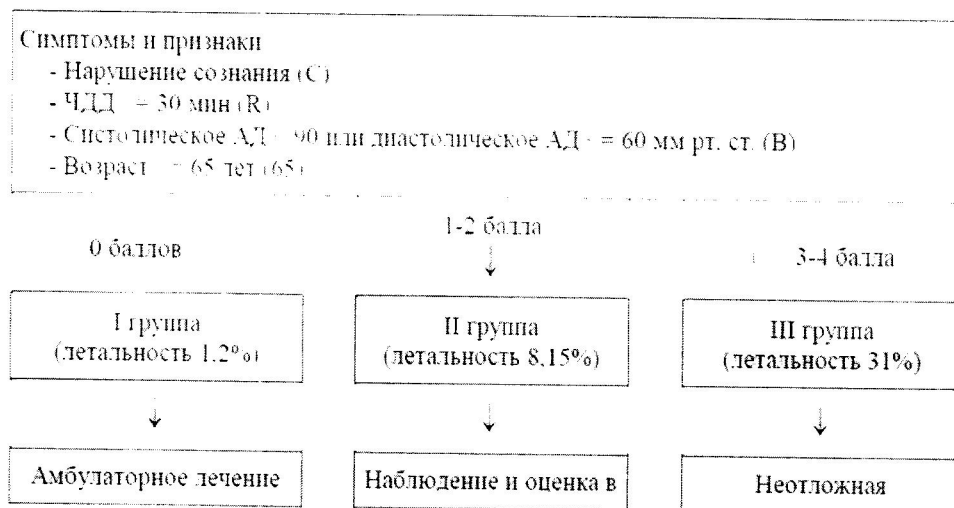 Симптомы и признаки
- Нарушение сознания (С)
- ЧДД = 30 мин (R)
- Систолическое АД 90 или диастолическое АД = 60 мм рт. ст. (В)
- Возраст = 65 лет (65)
1-2 балла
0 баллов
3-4 балла
I группа
(летальность 1,2%)
II группа
(летальность 8,15%)
III группа
(летальность 31%)
Амбулаторное лечение
Наблюдение и оценка в
Неотложная